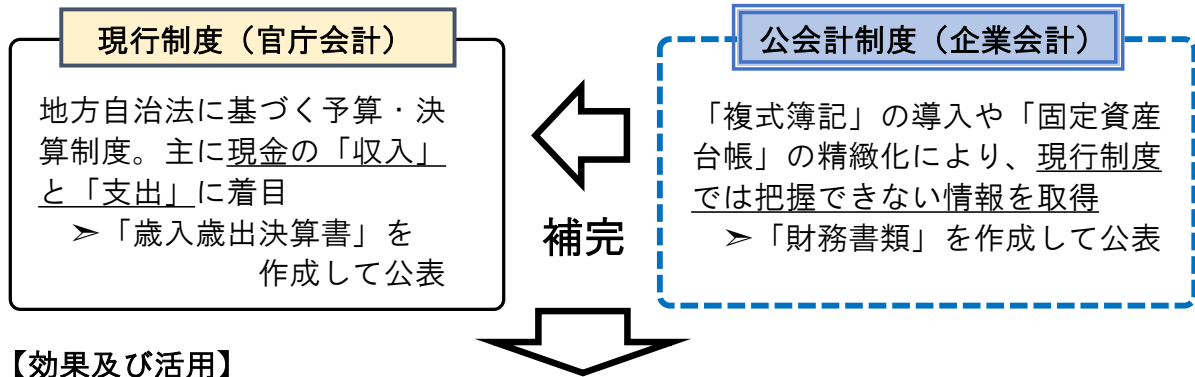 現行制度（官庁会計）
地方自治法に基づく予算・決
算制度。主に現金の「収入」
と「支出」に着目
➣「歳入歳出決算書」を
作成して公表
補完
公会計制度（企業会計）
「複式簿記」の導入や「固定資産
台帳」の精緻化により、現行制度
では把握できない情報を取得
➣「財務書類」を作成して公表
【効果及び活用】